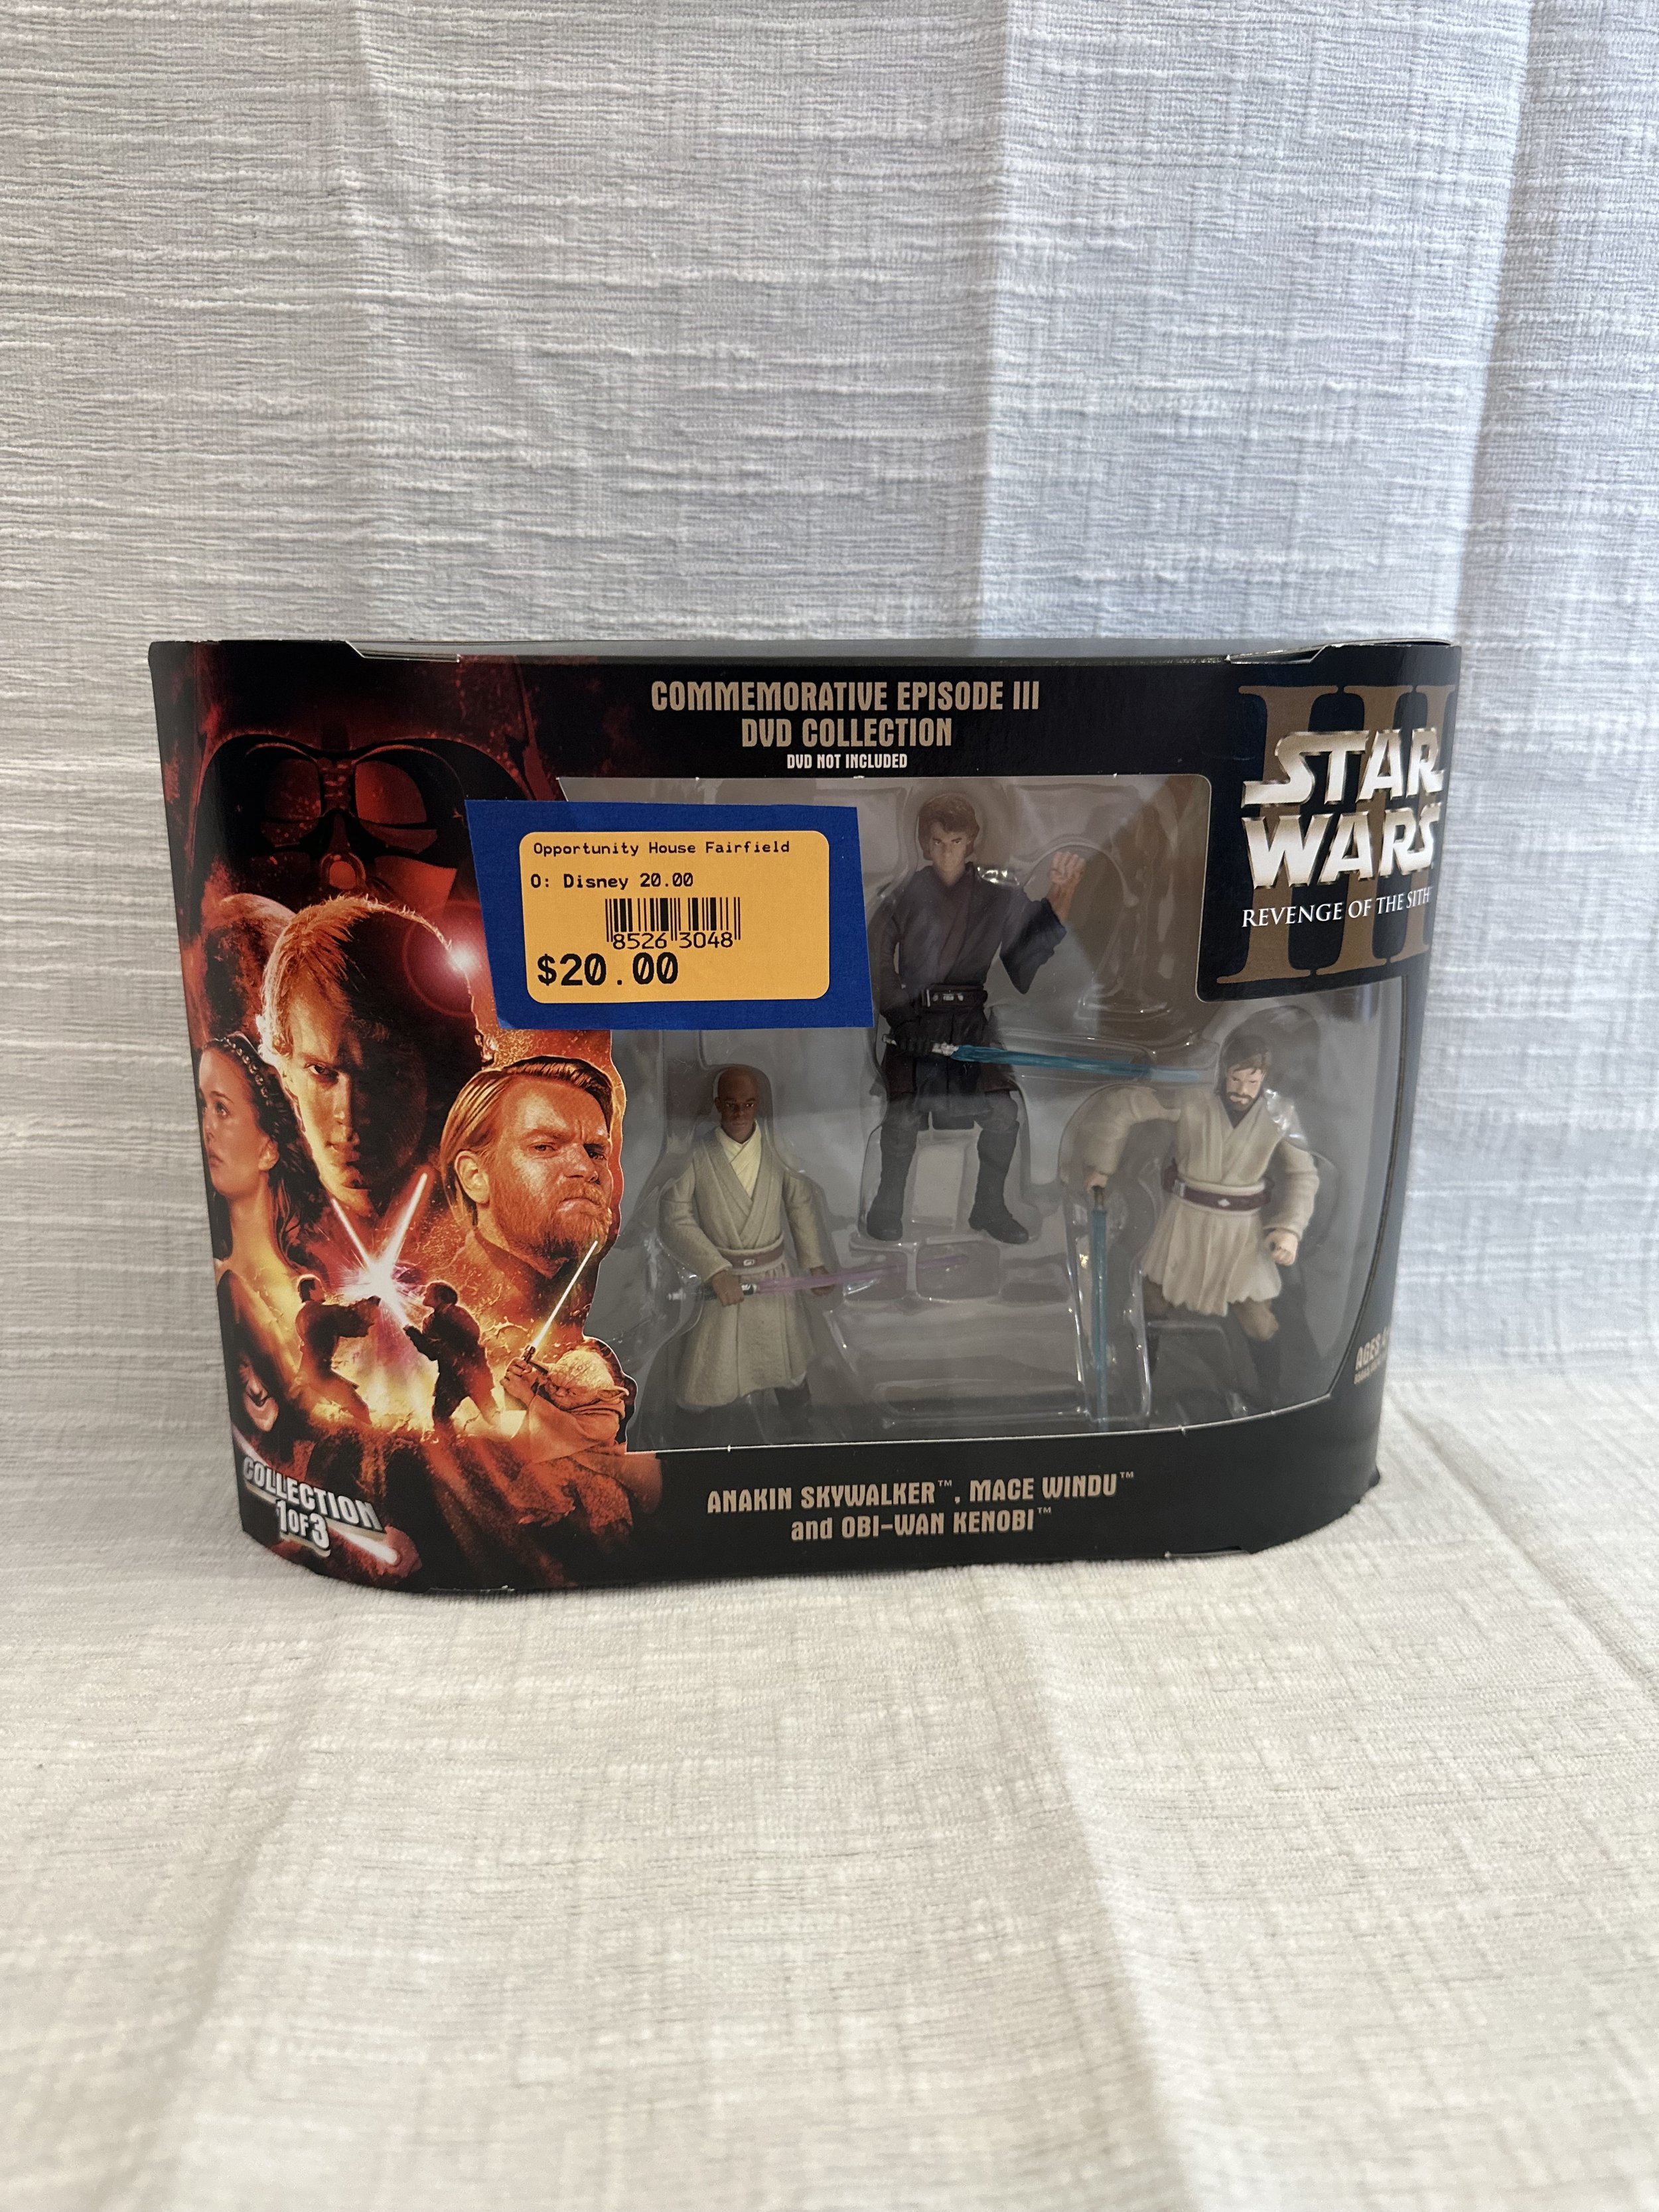 COMMEMORATIVE EPISODE III
DVD COLLECTION
DVD NOT INCLUDED
III
STAR
WARS
REVENGE OF THE SITH
Opportunity House Fairfield
O: Disney 20.00
8526 3048
$20.00
AGES
COLLECTION
1 OF 3
ANAKIN SKYWALKER™, MACE WINDU™
and OBI-WAN KENOBI™